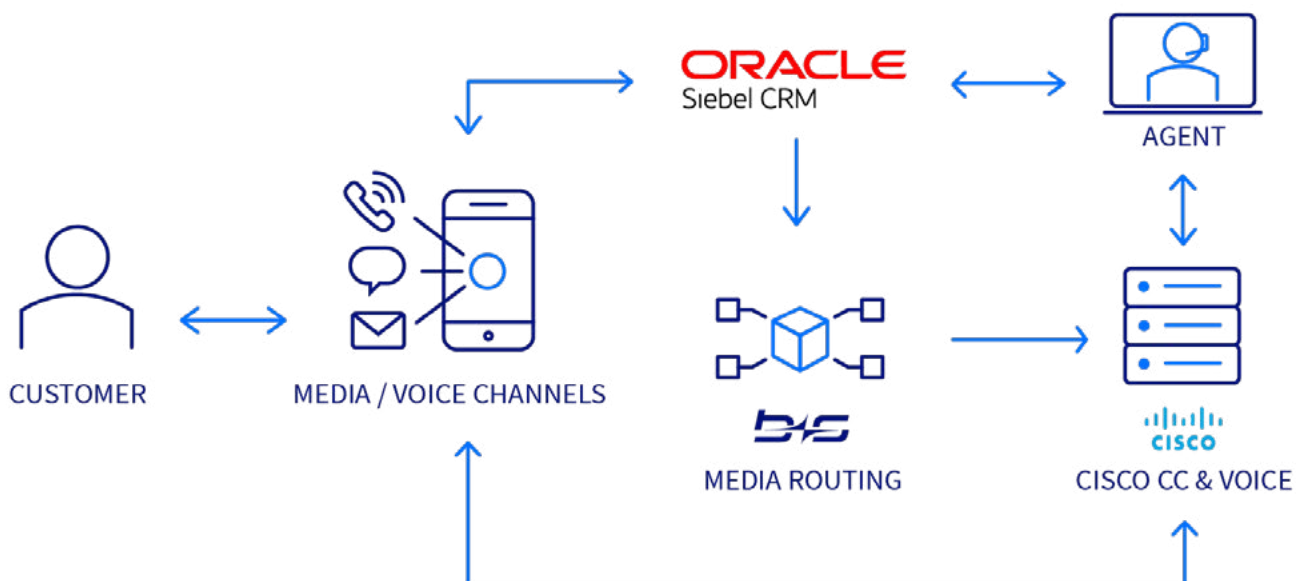 ORACLE
Siebel CRM
AGENT
CUSTOMER
MEDIA / VOICE CHANNELS
MEDIA ROUTING
CISCO
CISCO CC & VOICE